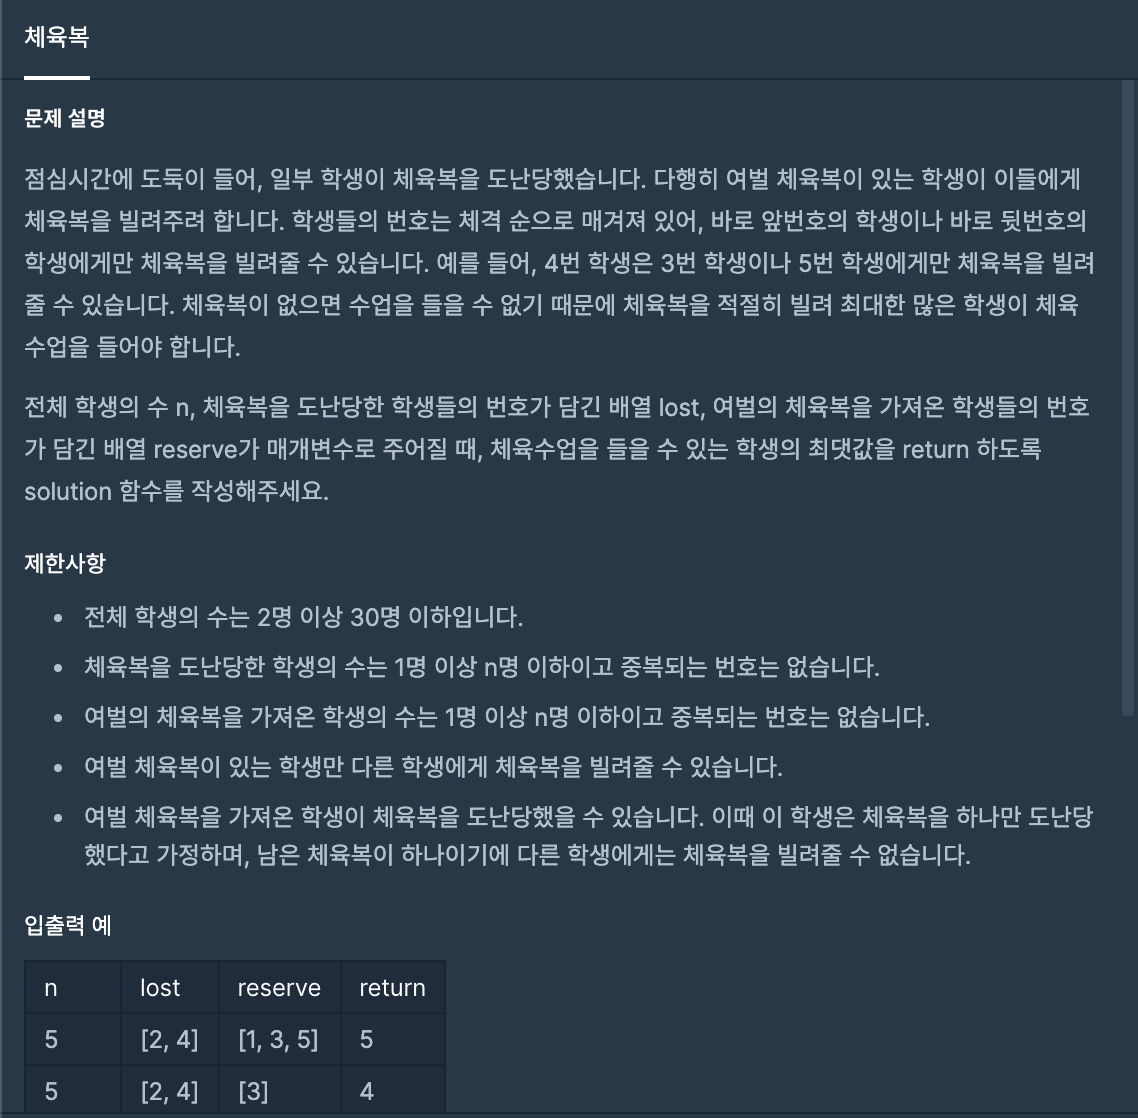 체육복
문제 설명
점심시간에 도둑이 들어, 일부 학생이 체육복을 도난당했습니다. 다행히 여벌 체육복이 있는 학생이 이들에게
체육복을 빌려주려 합니다. 학생들의 번호는 체격 순으로 매겨져 있어, 바로 앞번호의 학생이나 바로 뒷번호의
학생에게만 체육복을 빌려줄 수 있습니다. 예를 들어, 4번 학생은 3번 학생이나 5번 학생에게만 체육복을 빌려
줄 수 있습니다. 체육복이 없으면 수업을 들을 수 없기 때문에 체육복을 적절히 빌려 최대한 많은 학생이 체육
수업을 들어야 합니다.
전체 학생의 수 n, 체육복을 도난당한 학생들의 번호가 담긴 배열 lost, 여벌의 체육복을 가져온 학생들의 번호
가 담긴 배열 reserve가 매개변수로 주어질 때, 체육수업을 들을 수 있는 학생의 최댓값을 return 하도록
solution 함수를 작성해주세요.
제한사항
• 전체 학생의 수는 2명 이상 30명 이하입니다.
• 체육복을 도난당한 학생의 수는 1명 이상 n명 이하이고 중복되는 번호는 없습니다.
• 여벌의 체육복을 가져온 학생의 수는 1명 이상 n명 이하이고 중복되는 번호는 없습니다.
• 여벌 체육복이 있는 학생만 다른 학생에게 체육복을 빌려줄 수 있습니다.
• 여벌 체육복을 가져온 학생이 체육복을 도난당했을 수 있습니다. 이때 이 학생은 체육복을 하나만 도난당
했다고 가정하며, 남은 체육복이 하나이기에 다른 학생에게는 체육복을 빌려줄 수 없습니다.
입출력 예
n lost reserve return
5 [2, 4] [1, 3, 5] 5
5 [2, 4] [3] 4